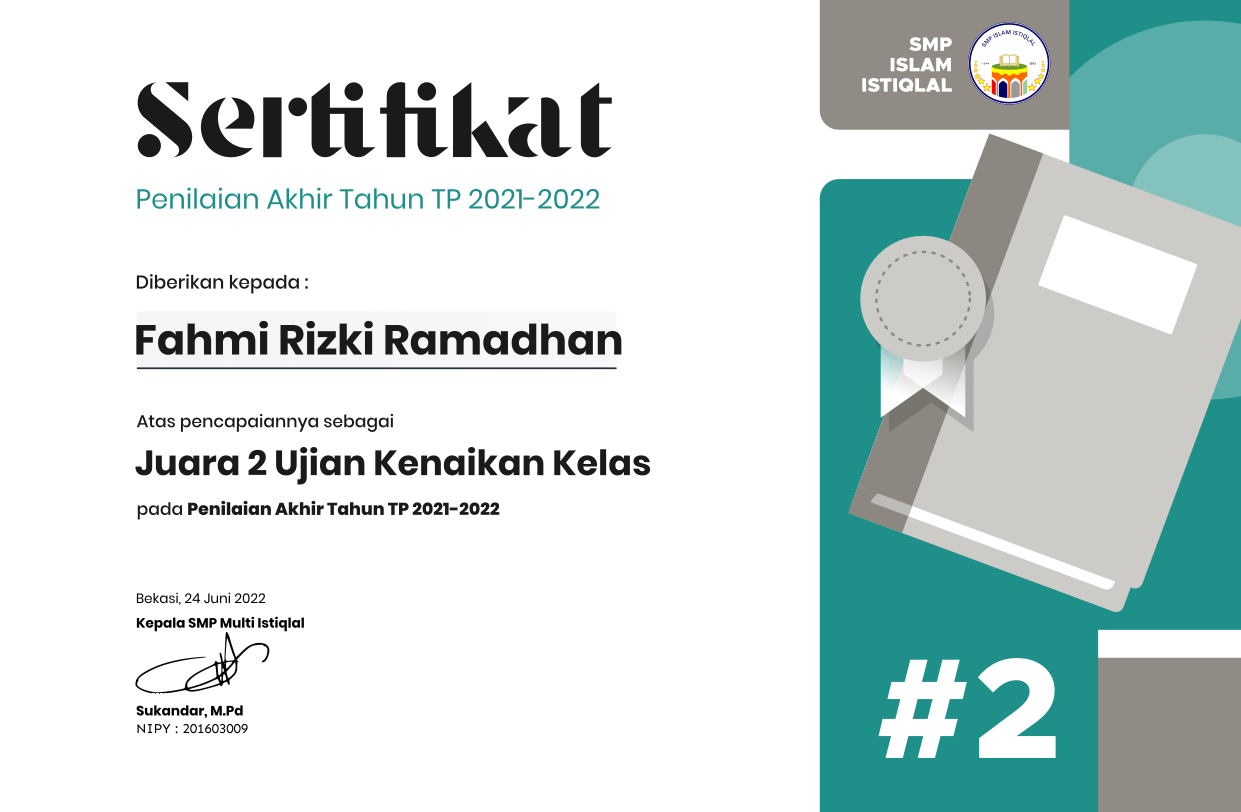 Sertifikat
Penilaian Akhir Tahun TP 2021-2022
Diberikan kepada :
Fahmi Rizki Ramadhan
Atas pencapaiannya sebagai
Juara 2 Ujian Kenaikan Kelas
pada Penilaian Akhir Tahun TP 2021-2022
Bekasi, 24 Juni 2022
Kepala SMP Multi Istiqlal
Sukandar, M.Pd
NIPY : 201603009
SMP
ISLAM
ISTIQLAL
SMP ISLAM ISTIQLAL
#2